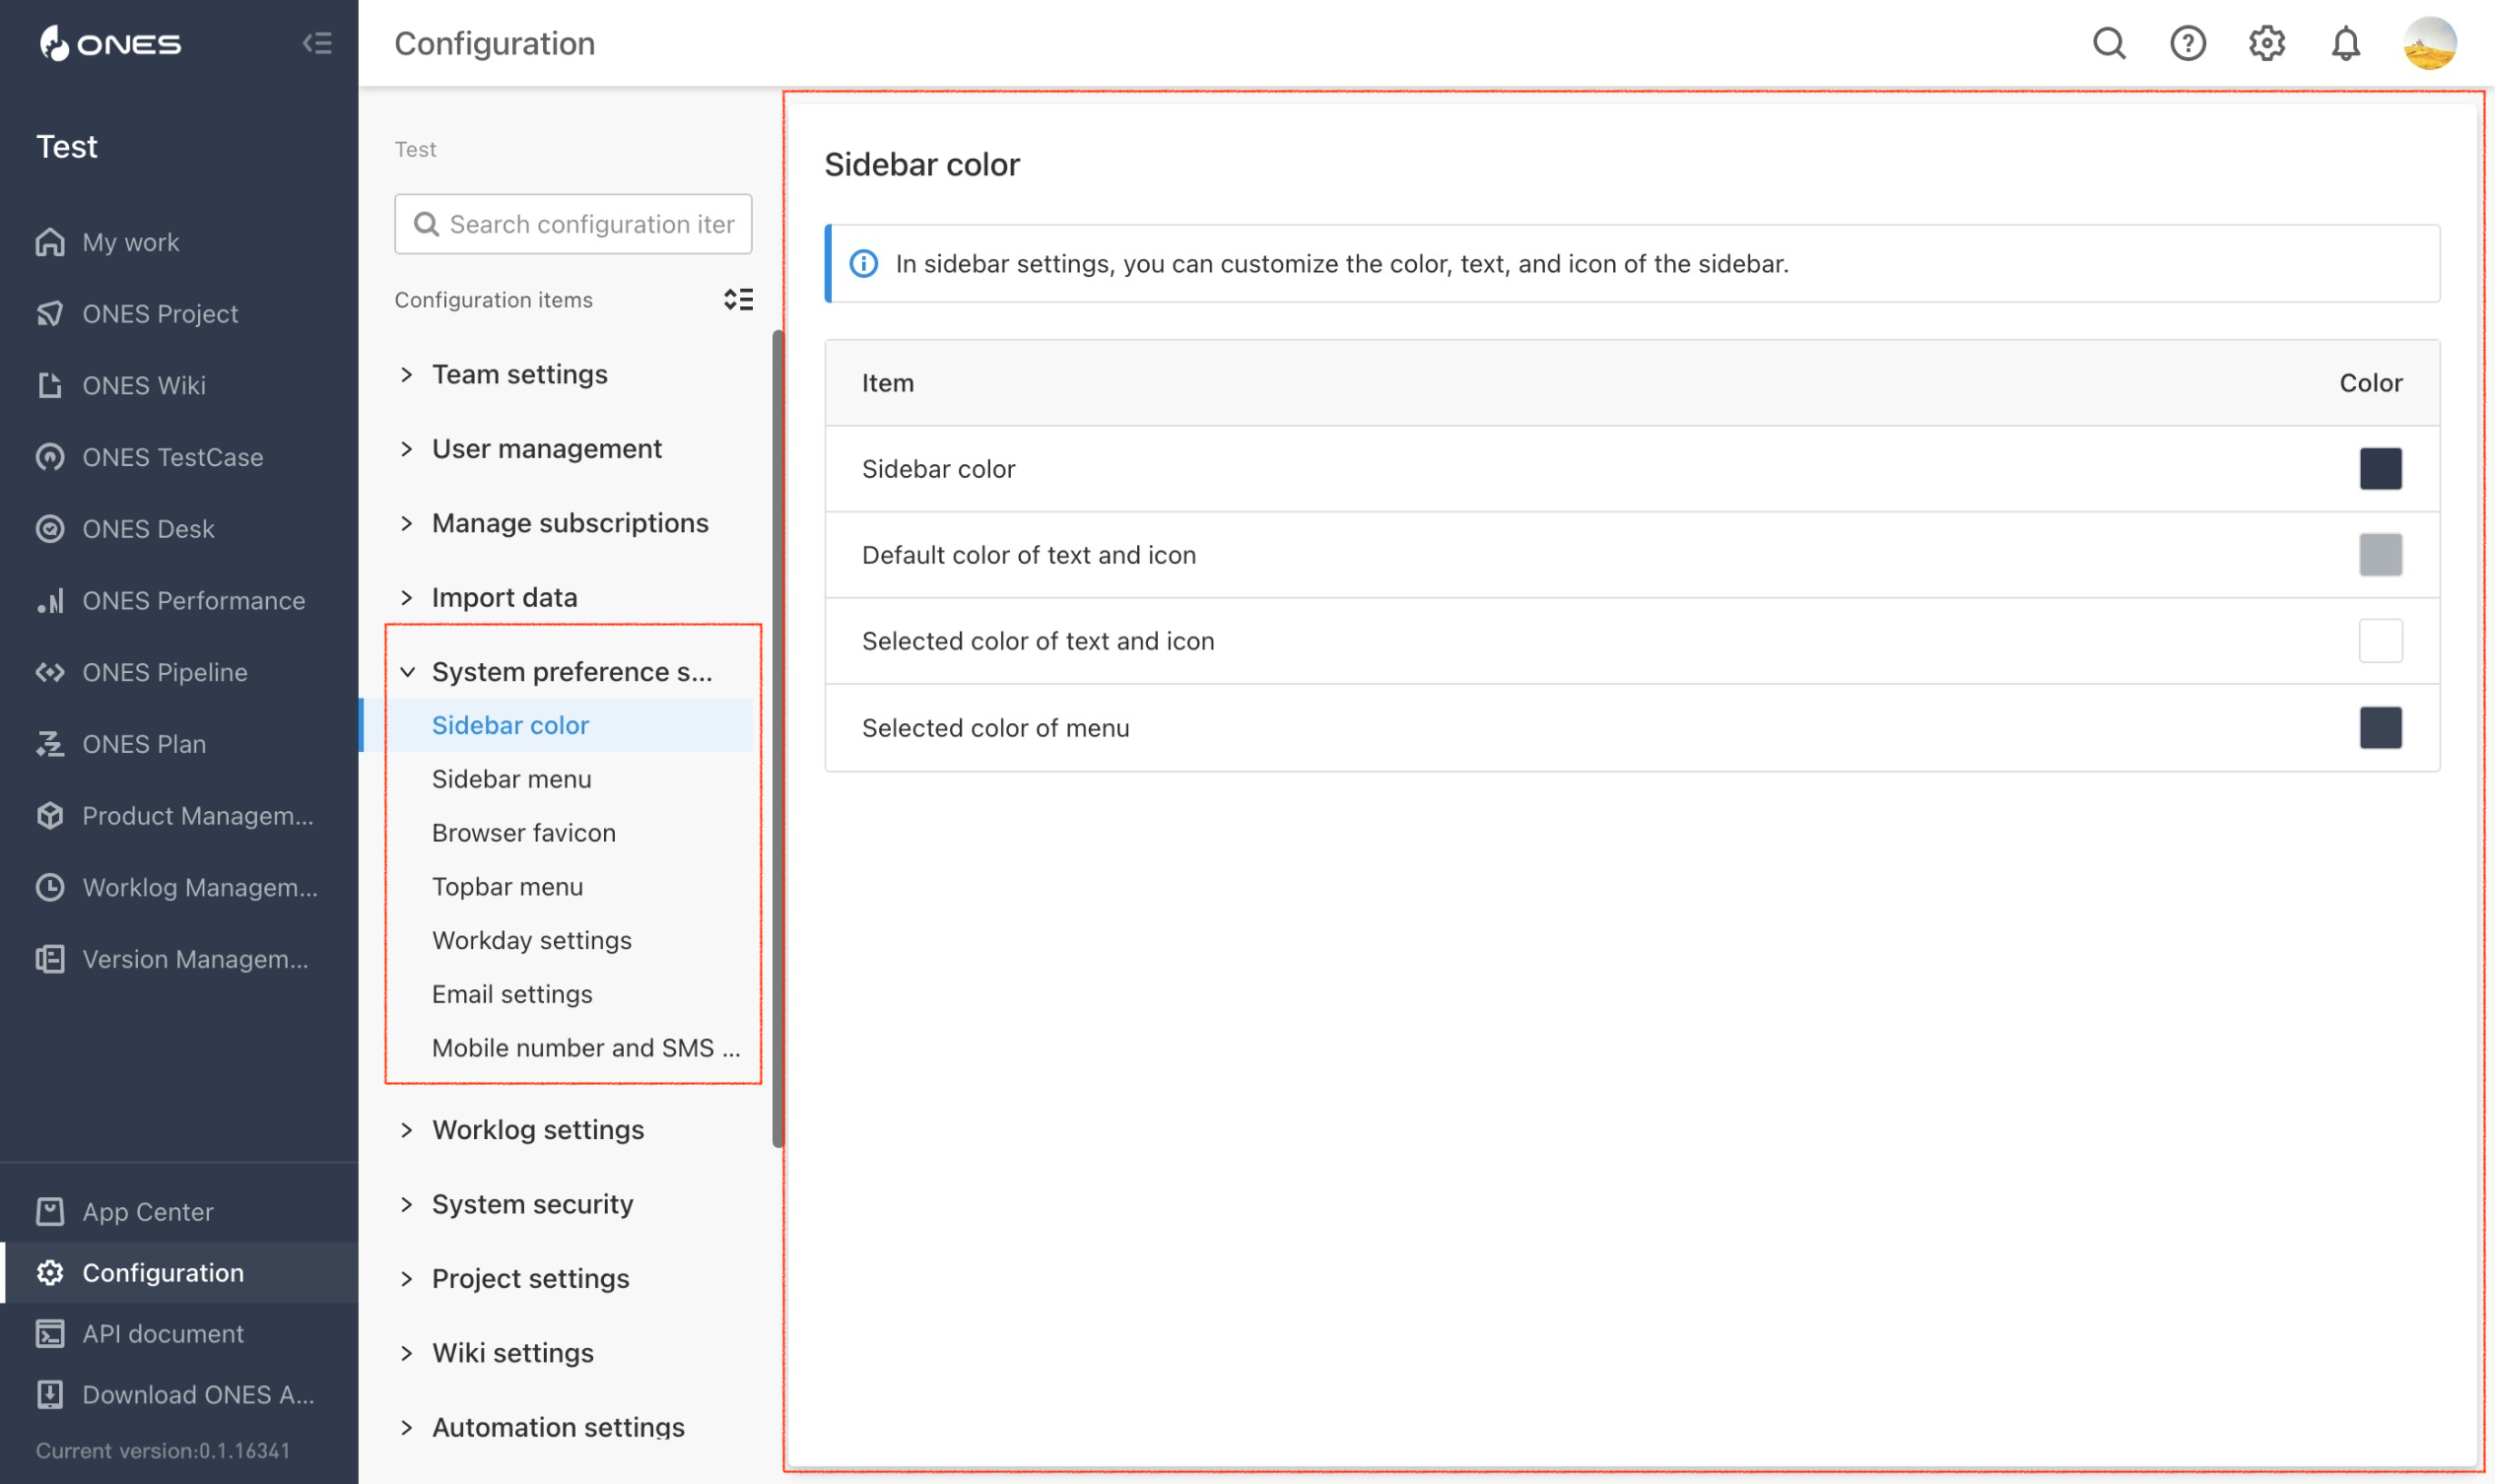 ONES
Configuration
Test
My work
ONES Project
ONES Wiki
ONES TestCase
ONES Desk
ONES Performance
ONES Pipeline
ONES Plan
Product Managem...
Worklog Managem...
Version Managem...
App Center
Configuration
API document
Download ONES A...
Current version:0.1.16341
Test
Search configuration iter
Configuration items
Team settings
User management
Manage subscriptions
Import data
System preference s...
Sidebar color
Sidebar menu
Browser favicon
Topbar menu
Workday settings
Email settings
Mobile number and SMS ...
Worklog settings
System security
Project settings
Wiki settings
Automation settings
Sidebar color
In sidebar settings, you can customize the color, text, and icon of the sidebar.
Item Color
Sidebar color
Default color of text and icon
Selected color of text and icon
Selected color of menu